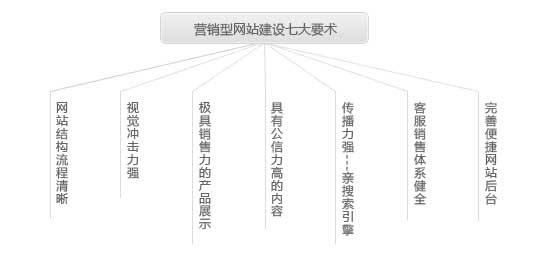 营销型网站建设七大要术
网站结构流程清晰
视觉冲击力强
极具销售力的产品展示
具有公信力高的内容
传播力强---亲搜索引擎
客服销售体系健全
完善便捷网站后台